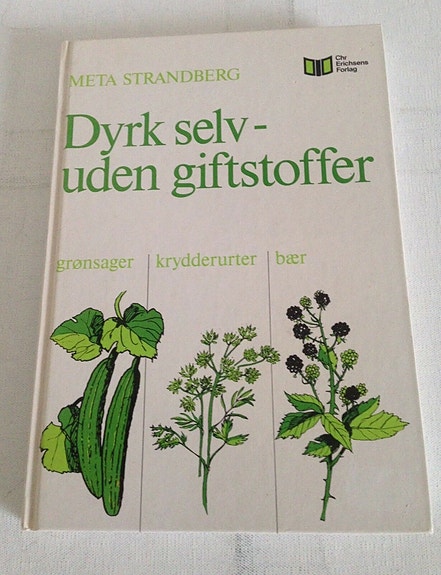 Chr
Erichsens
Forlag
META STRANDBERG
Dyrk selv-
uden giftstoffer
grønsager krydderurter bær